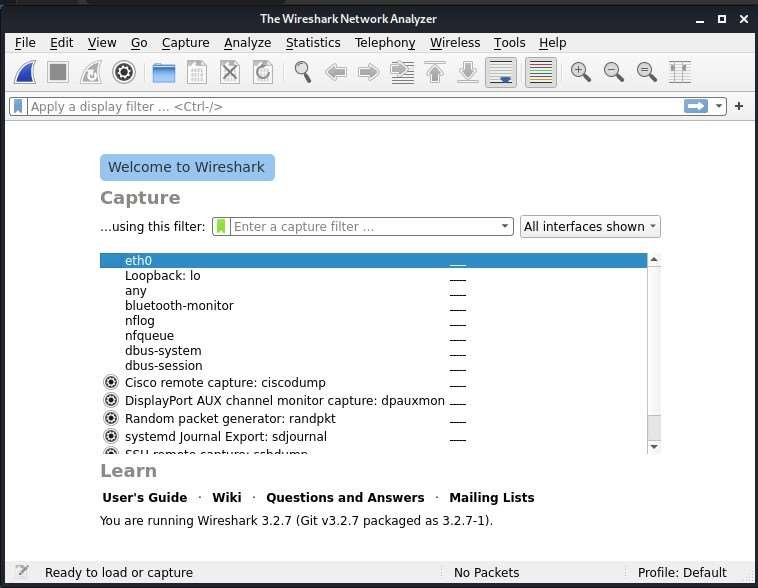 The Wireshark Network Analyzer
File Edit View Go Capture Analyze Statistics Telephony Wireless Tools Help
Apply a display filter ... <Ctrl-/>
+
Welcome to Wireshark
Capture
...using this filter: Enter a capture filter ... All interfaces shown
eth0
Loopback: lo
any
bluetooth-monitor
nflog
nfqueue
dbus-system
dbus-session
Cisco remote capture: ciscodump
DisplayPort AUX channel monitor capture: dpauxmon
Random packet generator: randpkt
systemd Journal Export: sdjournal
SSH remote capture: sshdump
Learn
User's Guide · Wiki · Questions and Answers · Mailing Lists
You are running Wireshark 3.2.7 (Git v3.2.7 packaged as 3.2.7-1).
Ready to load or capture No Packets Profile: Default